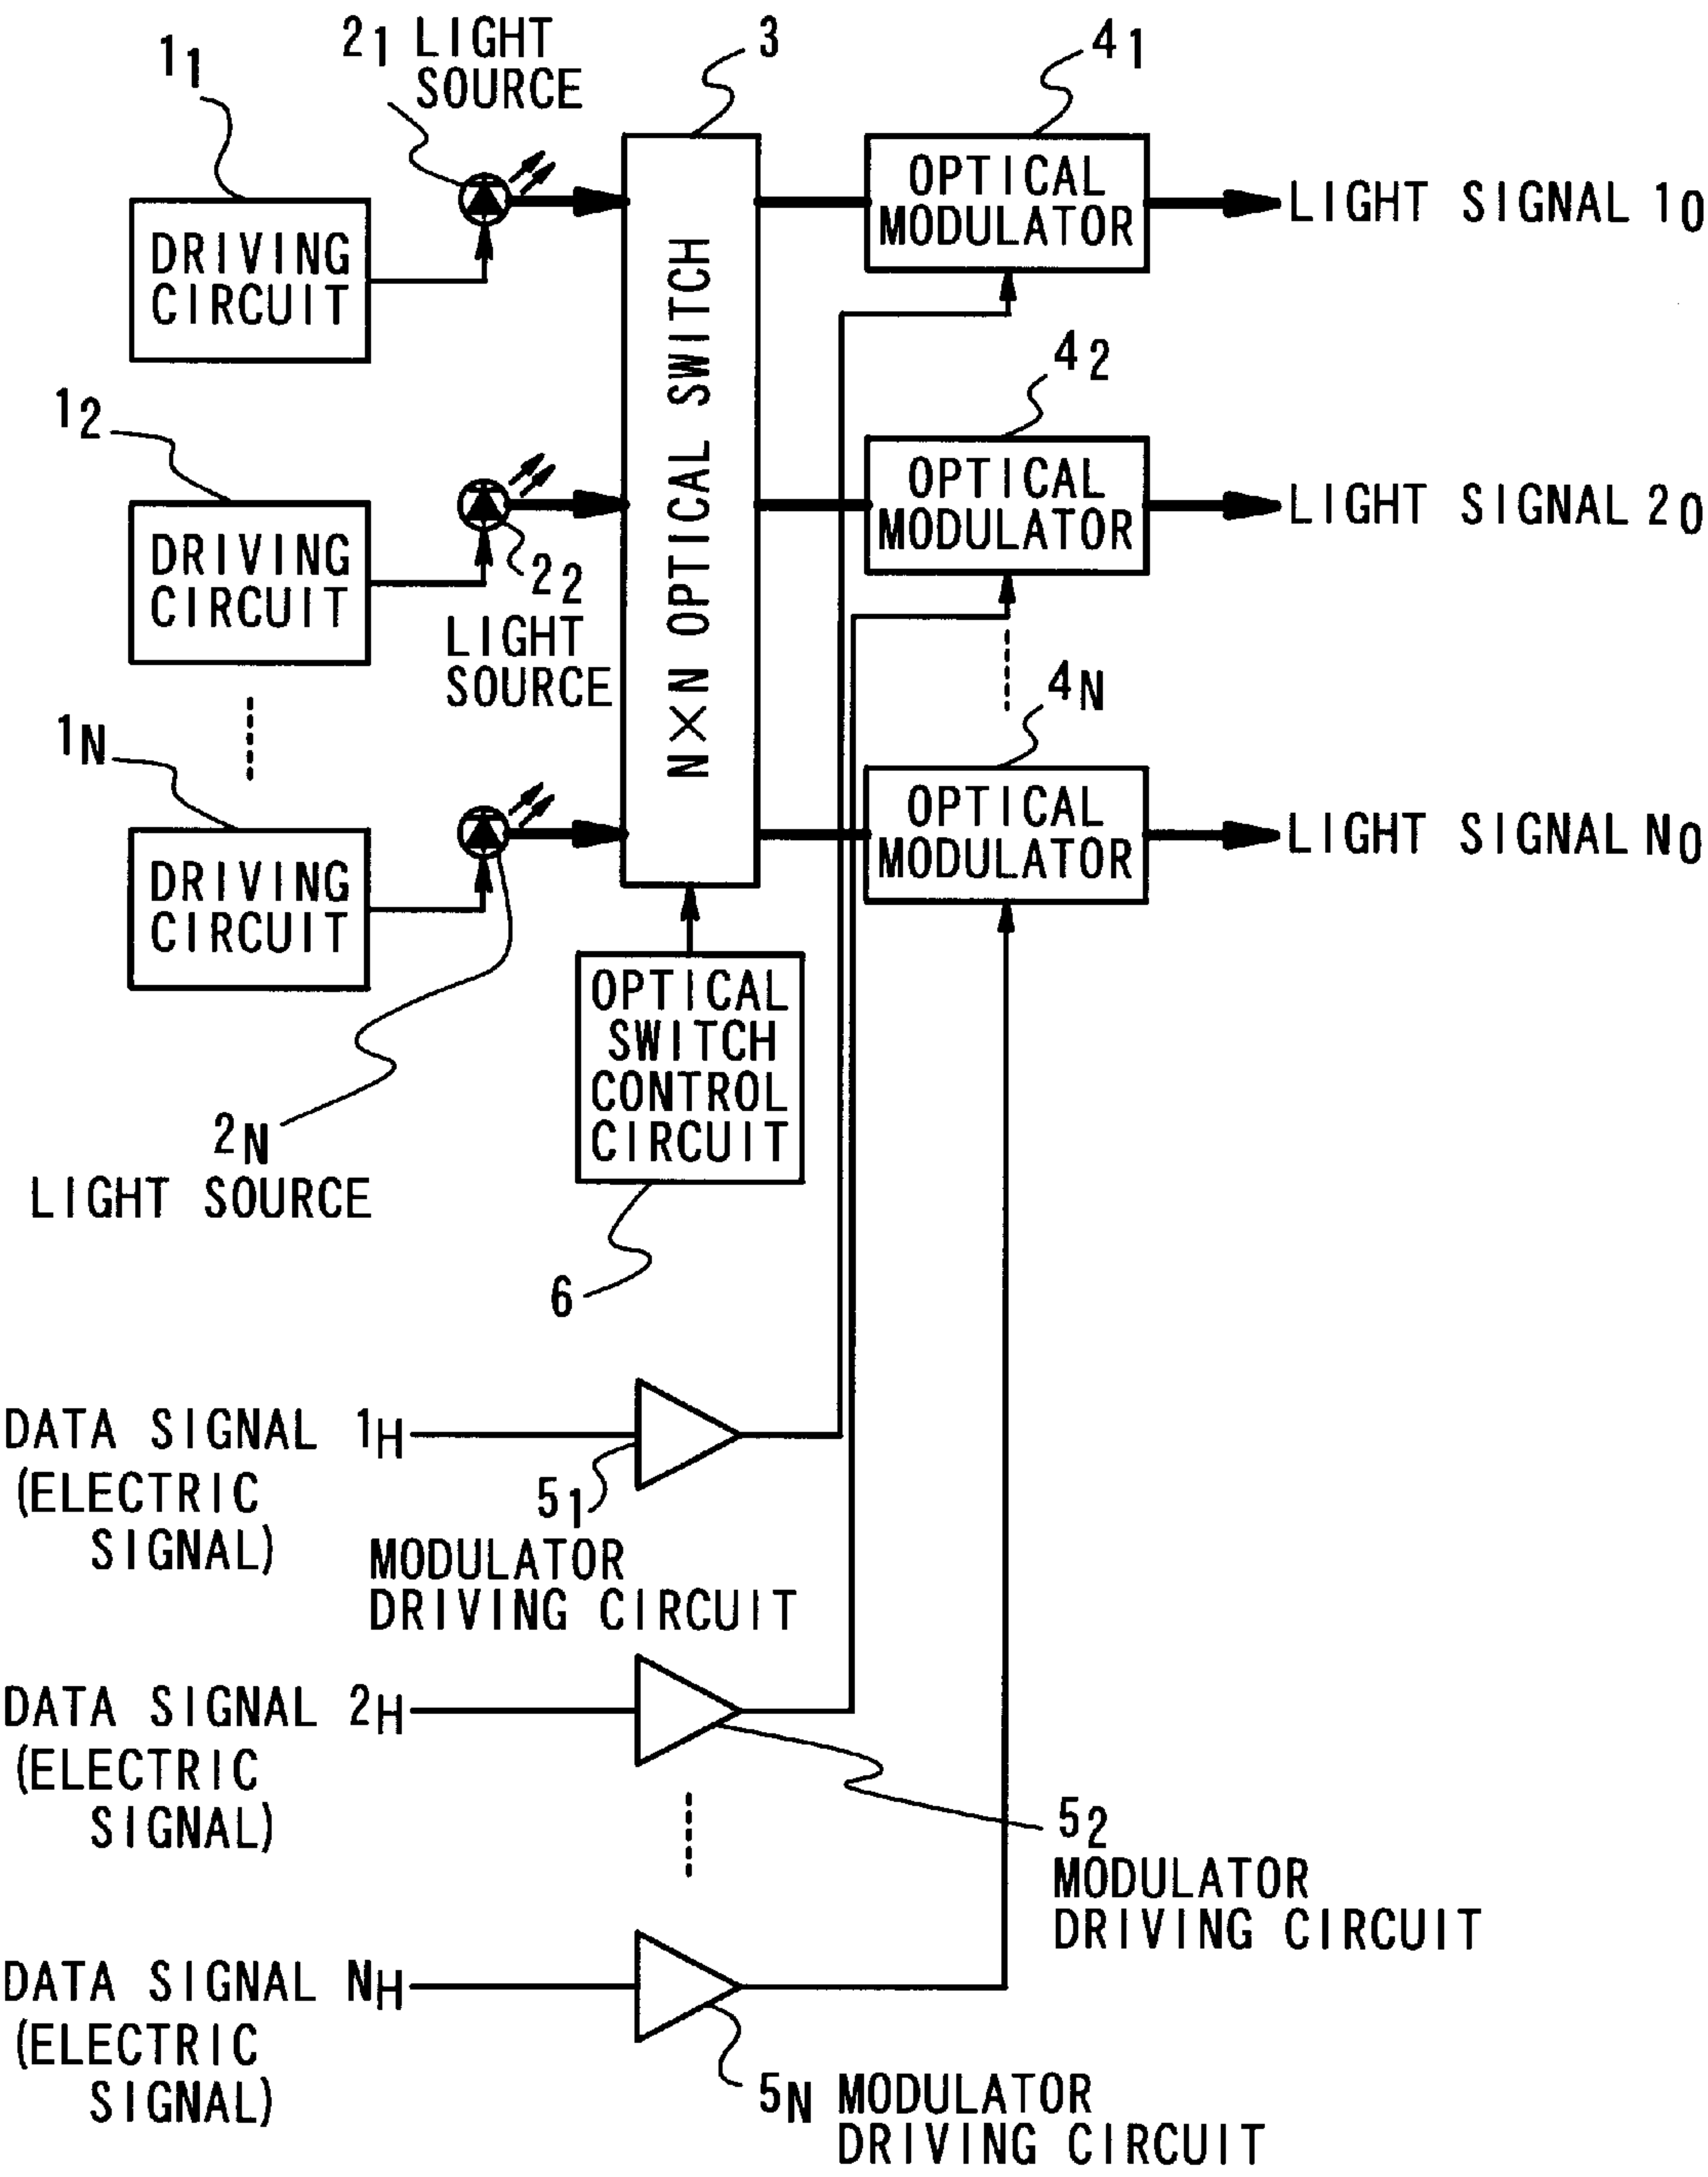 2₁ LIGHT
SOURCE
3
4₁
1₁
OPTICAL
MODULATOR
LIGHT SIGNAL 1₀
DRIVING
CIRCUIT
N×N OPTICAL SWITCH
4₂
1₂
OPTICAL
MODULATOR
LIGHT SIGNAL 2₀
DRIVING
CIRCUIT
2₂
LIGHT
SOURCE
4N
1N
OPTICAL
MODULATOR
LIGHT SIGNAL N₀
DRIVING
CIRCUIT
OPTICAL
SWITCH
CONTROL
CIRCUIT
2N
LIGHT SOURCE
6
DATA SIGNAL 1H
(ELECTRIC
SIGNAL)
5₁
MODULATOR
DRIVING CIRCUIT
DATA SIGNAL 2H
(ELECTRIC
SIGNAL)
5₂
MODULATOR
DRIVING CIRCUIT
DATA SIGNAL NH
(ELECTRIC
SIGNAL)
5N MODULATOR
DRIVING CIRCUIT